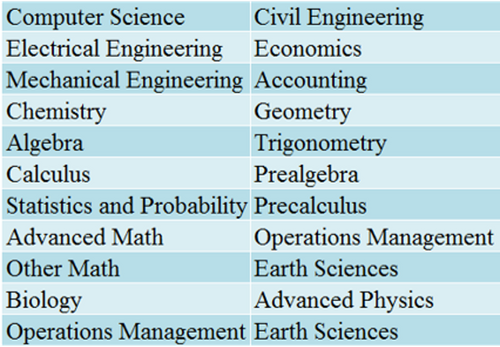 Computer Science Civil Engineering
Electrical Engineering Economics
Mechanical Engineering Accounting
Chemistry Geometry
Algebra Trigonometry
Calculus Prealgebra
Statistics and Probability Precalculus
Advanced Math Operations Management
Other Math Earth Sciences
Biology Advanced Physics
Operations Management Earth Sciences